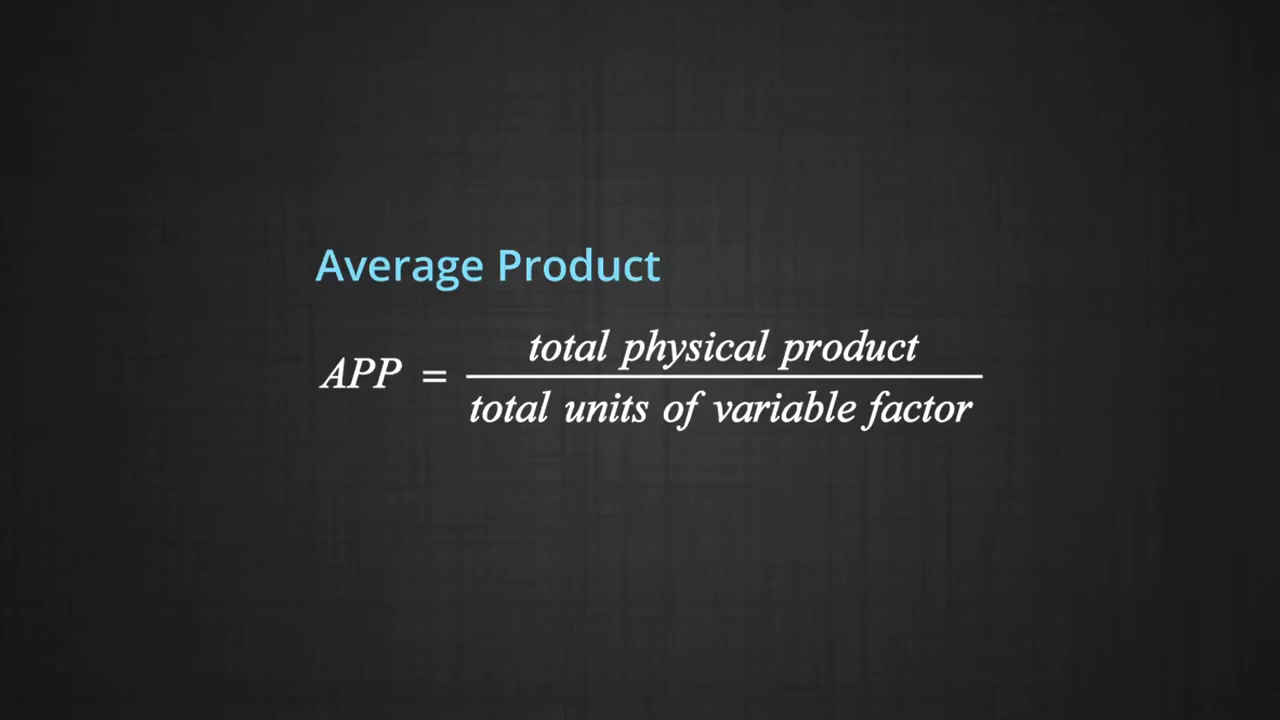 Average Product
APP = total physical product / total units of variable factor